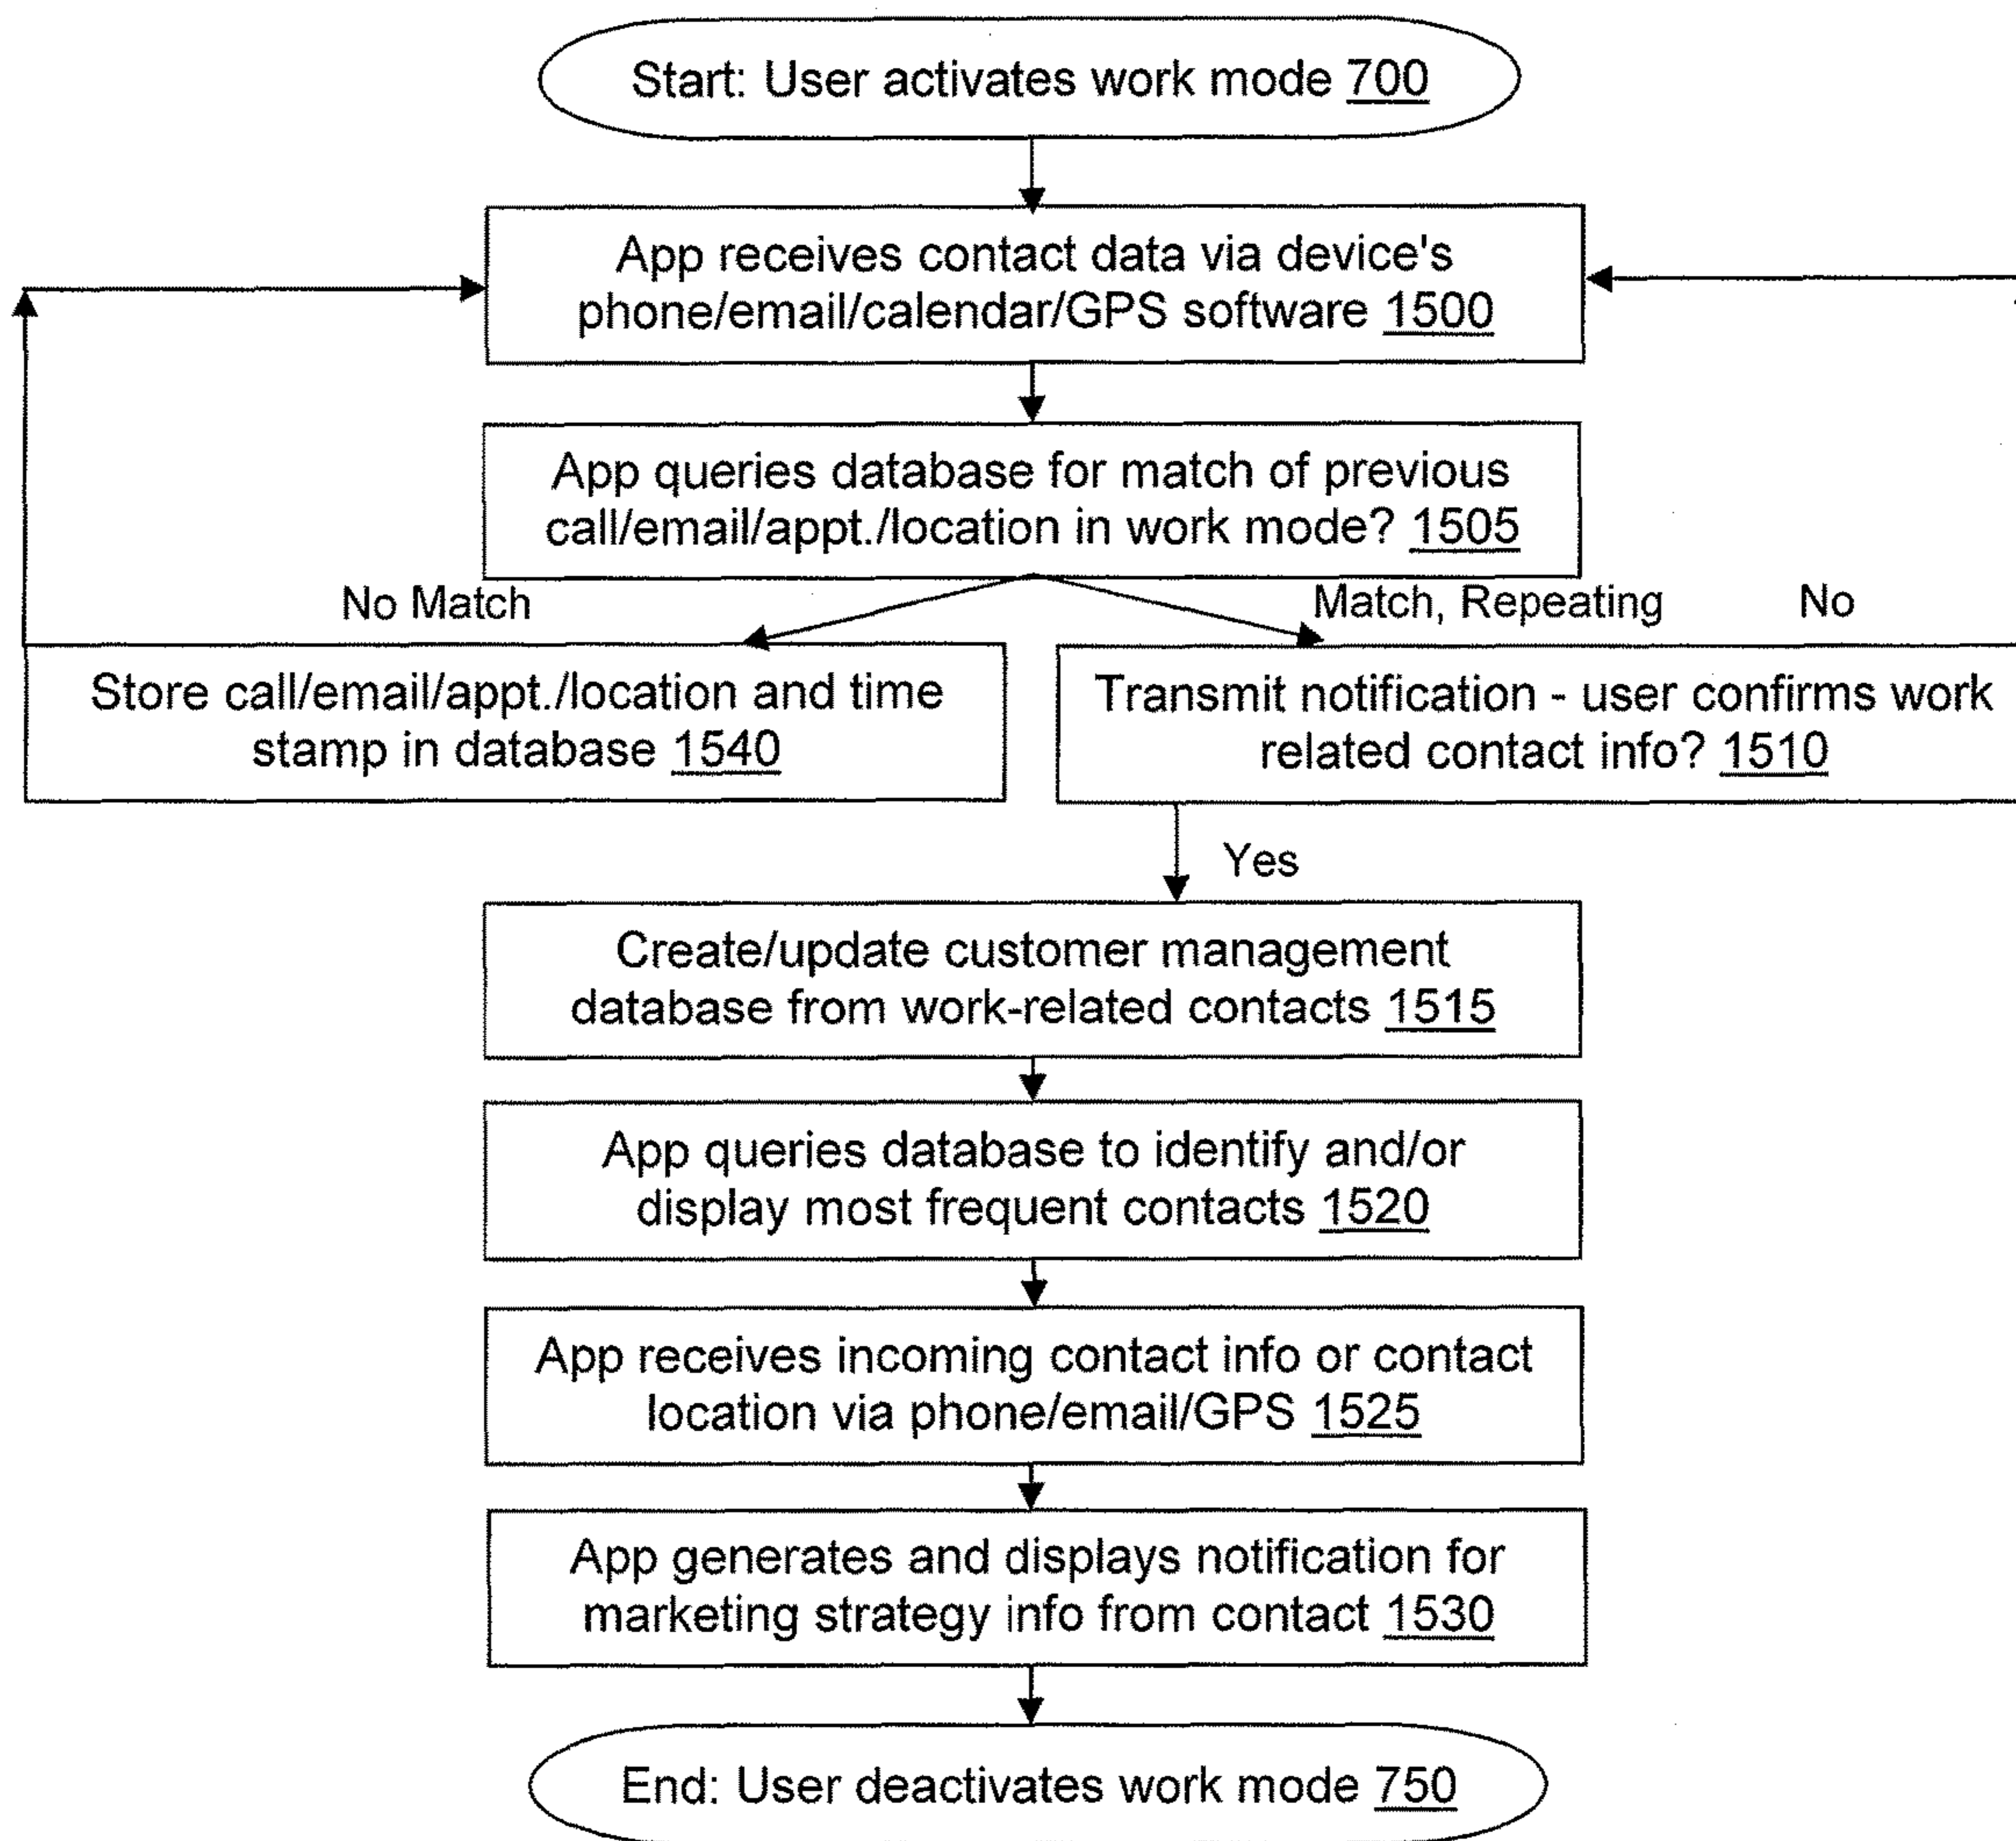 Start: User activates work mode 700
App receives contact data via device's
phone/email/calendar/GPS software 1500
App queries database for match of previous
call/email/appt./location in work mode? 1505
No Match
Match, Repeating
No
Store call/email/appt./location and time
stamp in database 1540
Transmit notification - user confirms work
related contact info? 1510
Yes
Create/update customer management
database from work-related contacts 1515
App queries database to identify and/or
display most frequent contacts 1520
App receives incoming contact info or contact
location via phone/email/GPS 1525
App generates and displays notification for
marketing strategy info from contact 1530
End: User deactivates work mode 750